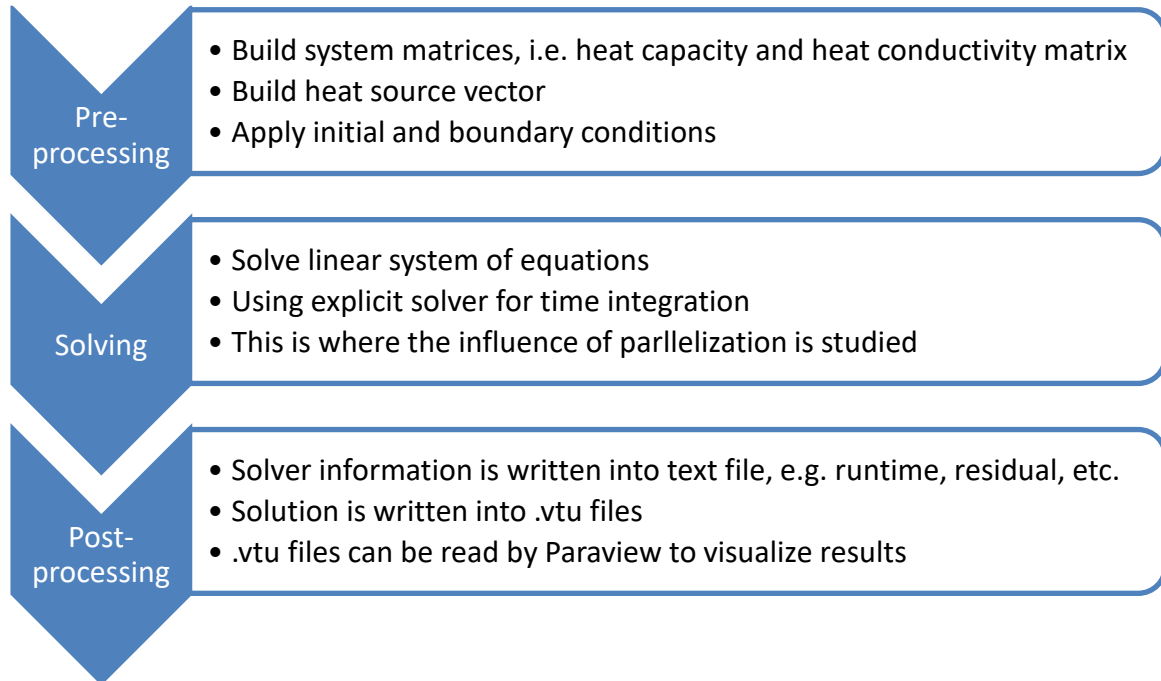 Pre-
processing
• Build system matrices, i.e. heat capacity and heat conductivity matrix
• Build heat source vector
• Apply initial and boundary conditions
Solving
• Solve linear system of equations
• Using explicit solver for time integration
• This is where the influence of parllelization is studied
Post-
processing
• Solver information is written into text file, e.g. runtime, residual, etc.
• Solution is written into .vtu files
• .vtu files can be read by Paraview to visualize results